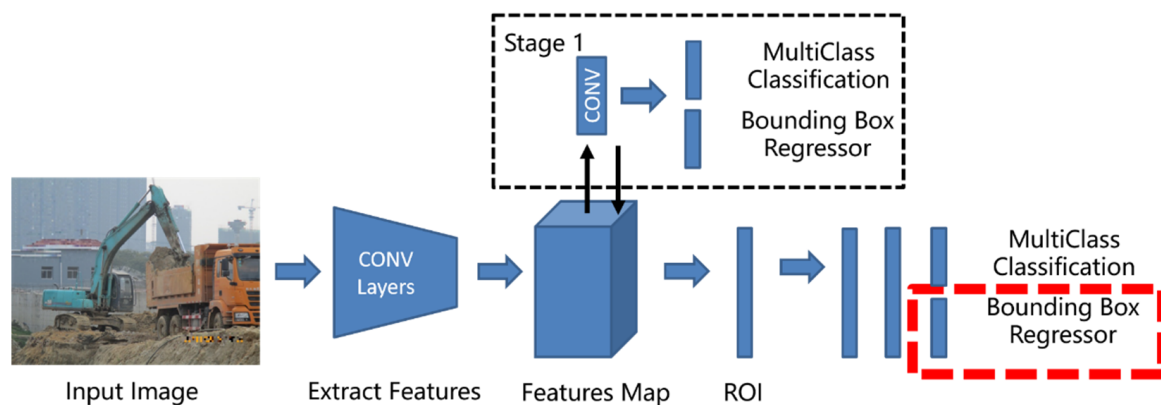 Stage 1
CONV
MultiClass
Classification
Bounding Box
Regressor
CONV
Layers
MultiClass
Classification
Bounding Box
Regressor
Input Image
Extract Features
Features Map
ROI